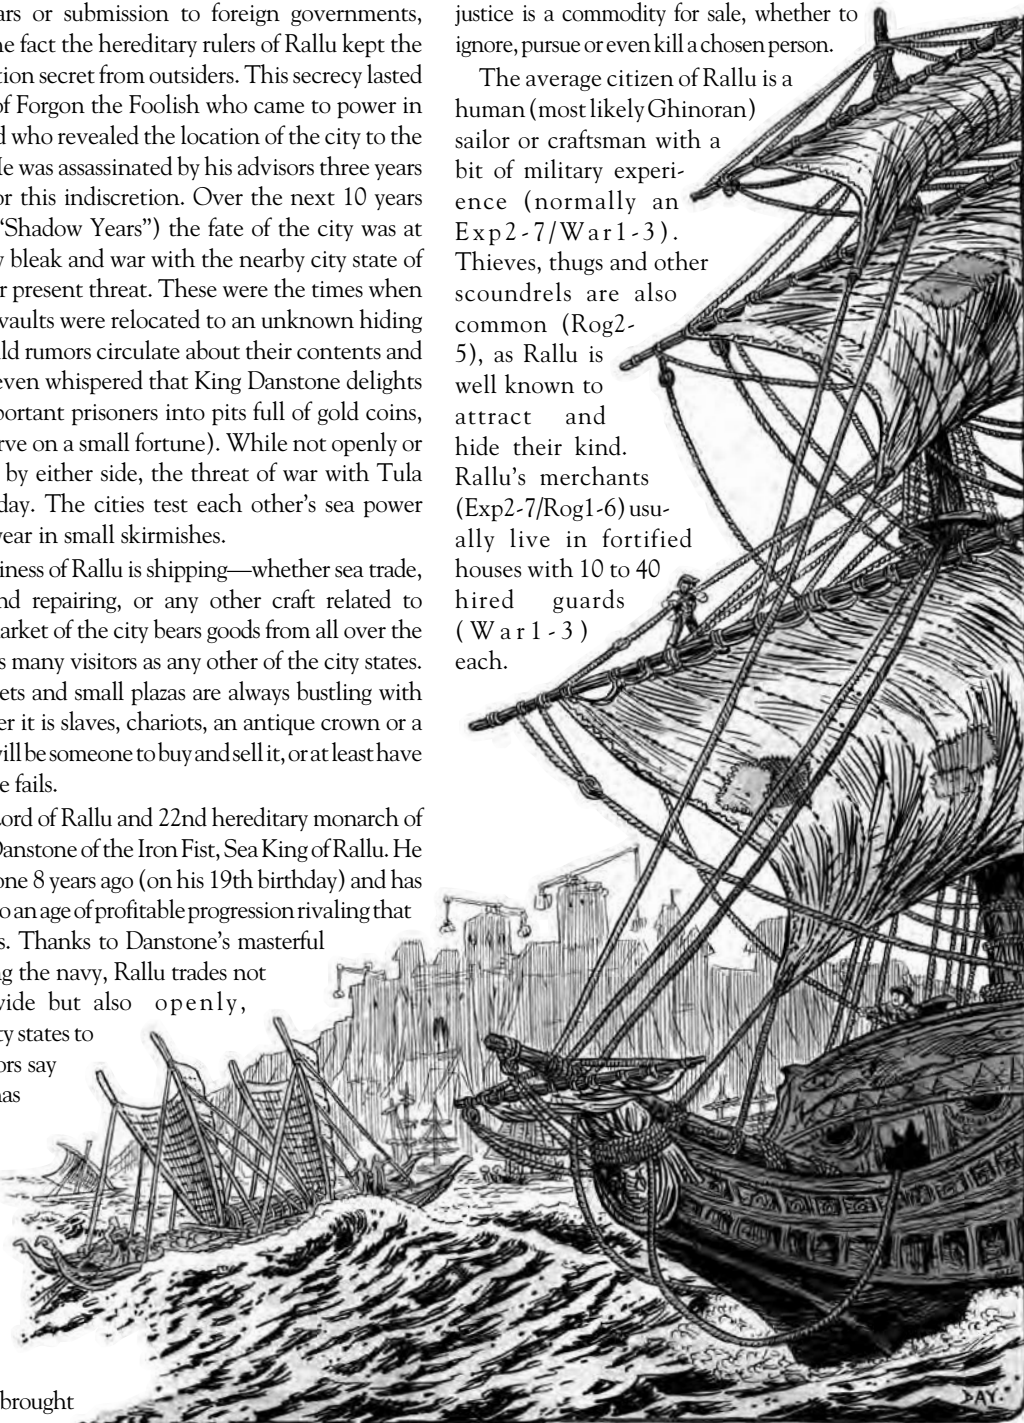 ars or submission to foreign governments,
he fact the hereditary rulers of Rallu kept the
tion secret from outsiders. This secrecy lasted
of Forgon the Foolish who came to power in
d who revealed the location of the city to the
He was assassinated by his advisors three years
or this indiscretion. Over the next 10 years
“Shadow Years”) the fate of the city was at
y bleak and war with the nearby city state of
r present threat. These were the times when
vaults were relocated to an unknown hiding
ild rumors circulate about their contents and
even whispered that King Danstone delights
portant prisoners into pits full of gold coins,
rve on a small fortune). While not openly or
by either side, the threat of war with Tula
day. The cities test each other’s sea power
year in small skirmishes.
iness of Rallu is shipping—whether sea trade,
nd repairing, or any other craft related to
arket of the city bears goods from all over the
s many visitors as any other of the city states.
ets and small plazas are always bustling with
er it is slaves, chariots, an antique crown or a
will be someone to buy and sell it, or at least have
e fails.
Lord of Rallu and 22nd hereditary monarch of
Danstone of the Iron Fist, Sea King of Rallu. He
one 8 years ago (on his 19th birthday) and has
o an age of profitable progression rivaling that
s. Thanks to Danstone’s masterful
ng the navy, Rallu trades not
wide but also openly,
ty states to
ors say
has
brought
justice is a commodity for sale, whether to
ignore, pursue or even kill a chosen person.
The average citizen of Rallu is a
human (most likely Ghinoran)
sailor or craftsman with a
bit of military experi-
ence (normally an
Exp2-7/War1-3).
Thieves, thugs and other
scoundrels are also
common (Rog2-
5), as Rallu is
well known to
attract and
hide their kind.
Rallu’s merchants
(Exp2-7/Rog1-6) usu-
ally live in fortified
houses with 10 to 40
hired guards
(War1-3)
each.
DAY.